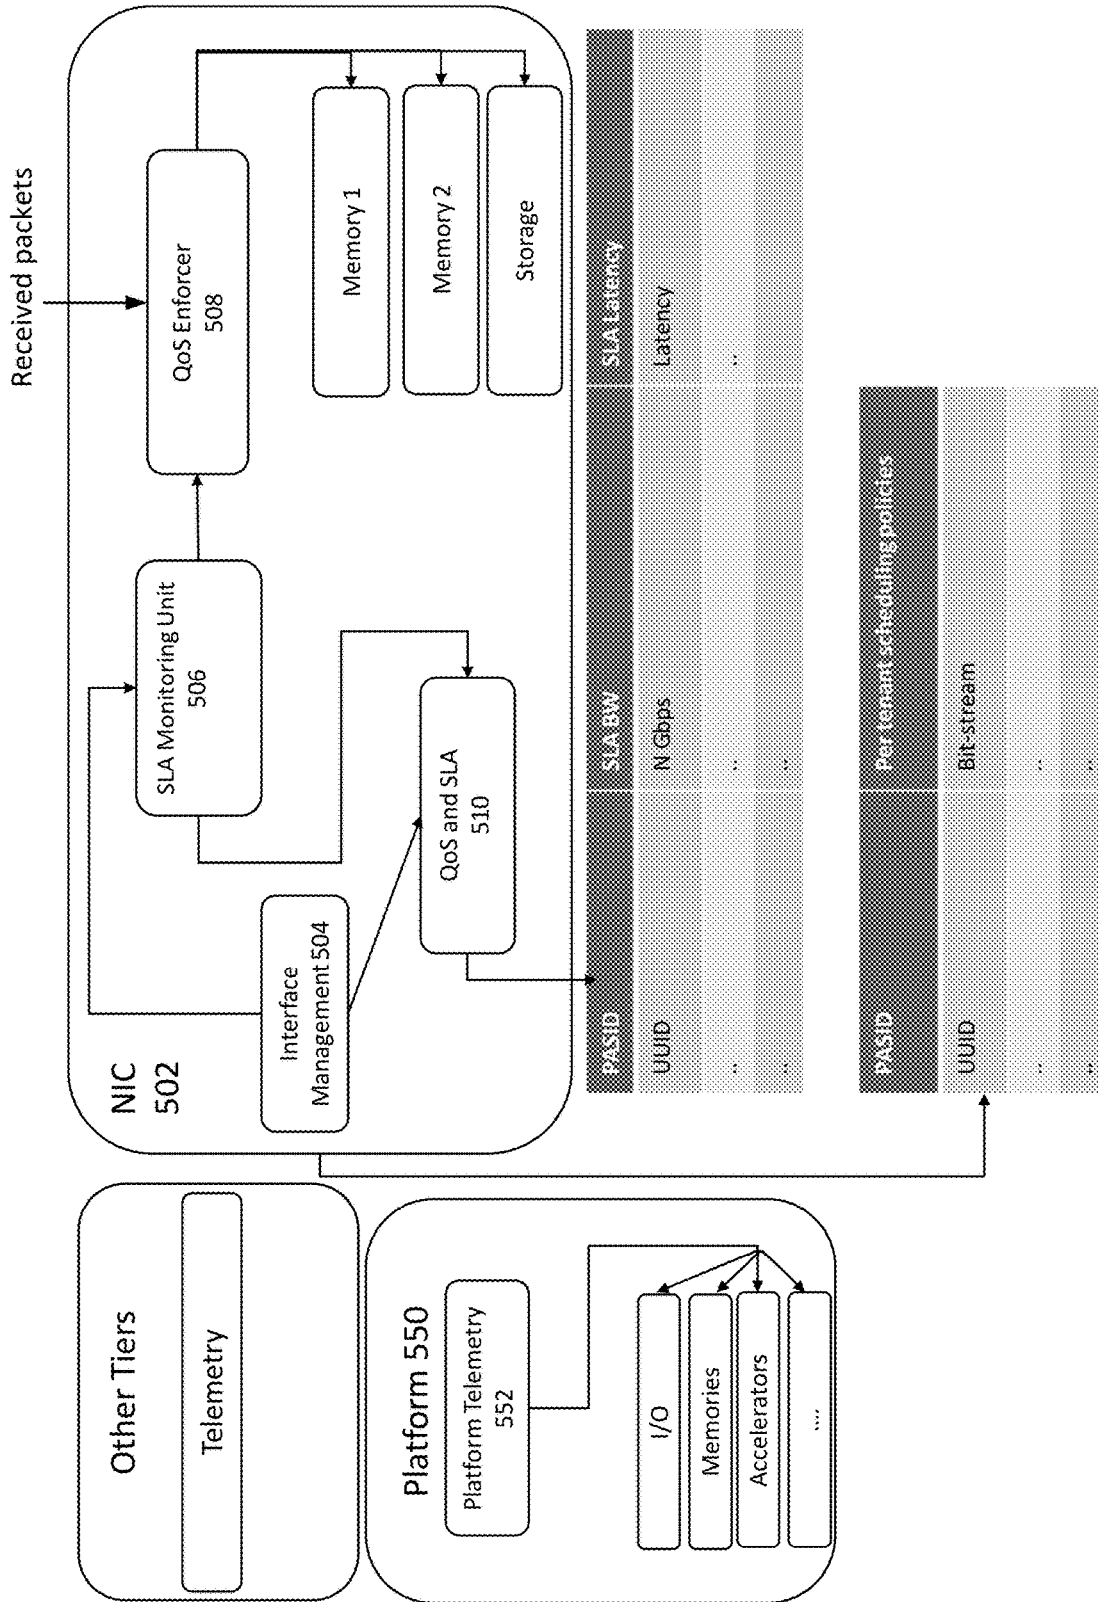 Other Tiers
Telemetry
Platform 550
Platform Telemetry
552
I/O
Memories
Accelerators
....
NIC
502
Interface
Management 504
SLA Monitoring Unit
506
QoS and SLA
510
Received packets
QoS Enforcer
508
Memory 1
Memory 2
Storage
PASID SLA BW SLA Latency
UUID N Gbps Latency
.. .. ..
.. ..
PASID Per tenant scheduling policies
UUID Bit-stream
.. ..
.. ..